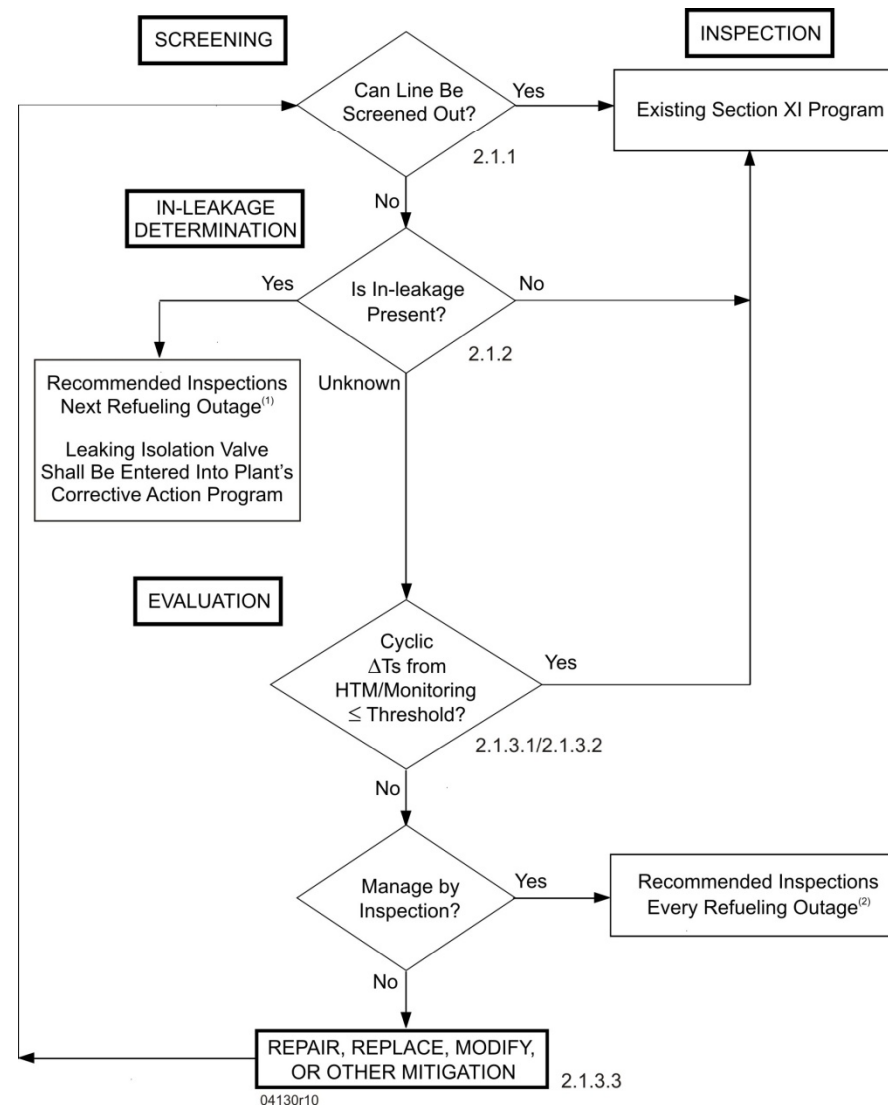 SCREENING
INSPECTION
Can Line Be
Screened Out?
Yes
Existing Section XI Program
2.1.1
No
IN-LEAKAGE
DETERMINATION
Yes
Is In-leakage
Present?
No
2.1.2
Unknown
Recommended Inspections
Next Refueling Outage(1)
Leaking Isolation Valve
Shall Be Entered Into Plant's
Corrective Action Program
EVALUATION
Cyclic
ΔTs from
HTM/Monitoring
≤ Threshold?
Yes
2.1.3.1/2.1.3.2
No
Manage by
Inspection?
Yes
Recommended Inspections
Every Refueling Outage(2)
No
REPAIR, REPLACE, MODIFY,
OR OTHER MITIGATION
2.1.3.3
04130r10